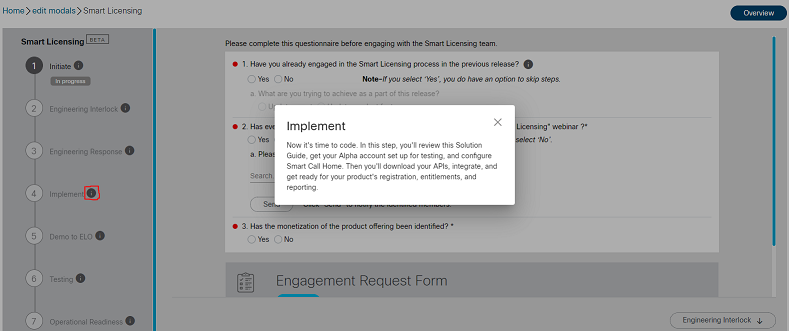 Home > edit modals > Smart Licensing
Overview
Smart Licensing BETA
1 Initiate
In progress
2 Engineering Interlock
3 Engineering Response
4 Implement
5 Demo to ELO
6 Testing
7 Operational Readiness
Please complete this questionnaire before engaging with the Smart Licensing team.
1. Have you already engaged in the Smart Licensing process in the previous release?
Yes No Note-If you select 'Yes', you do have an option to skip steps.
a. What are you trying to achieve as a part of this release?
2. Has eve Licensing" webinar ?*
Yes select 'No'.
a. Pleas
Search
Send Click "Send" to notify the identified members.
Implement
Now it's time to code. In this step, you'll review this Solution
Guide, get your Alpha account set up for testing, and configure
Smart Call Home. Then you'll download your APIs, integrate, and
get ready for your product's registration, entitlements, and
reporting.
3. Has the monetization of the product offering been identified? *
Yes No
Engagement Request Form
Engineering Interlock ↓